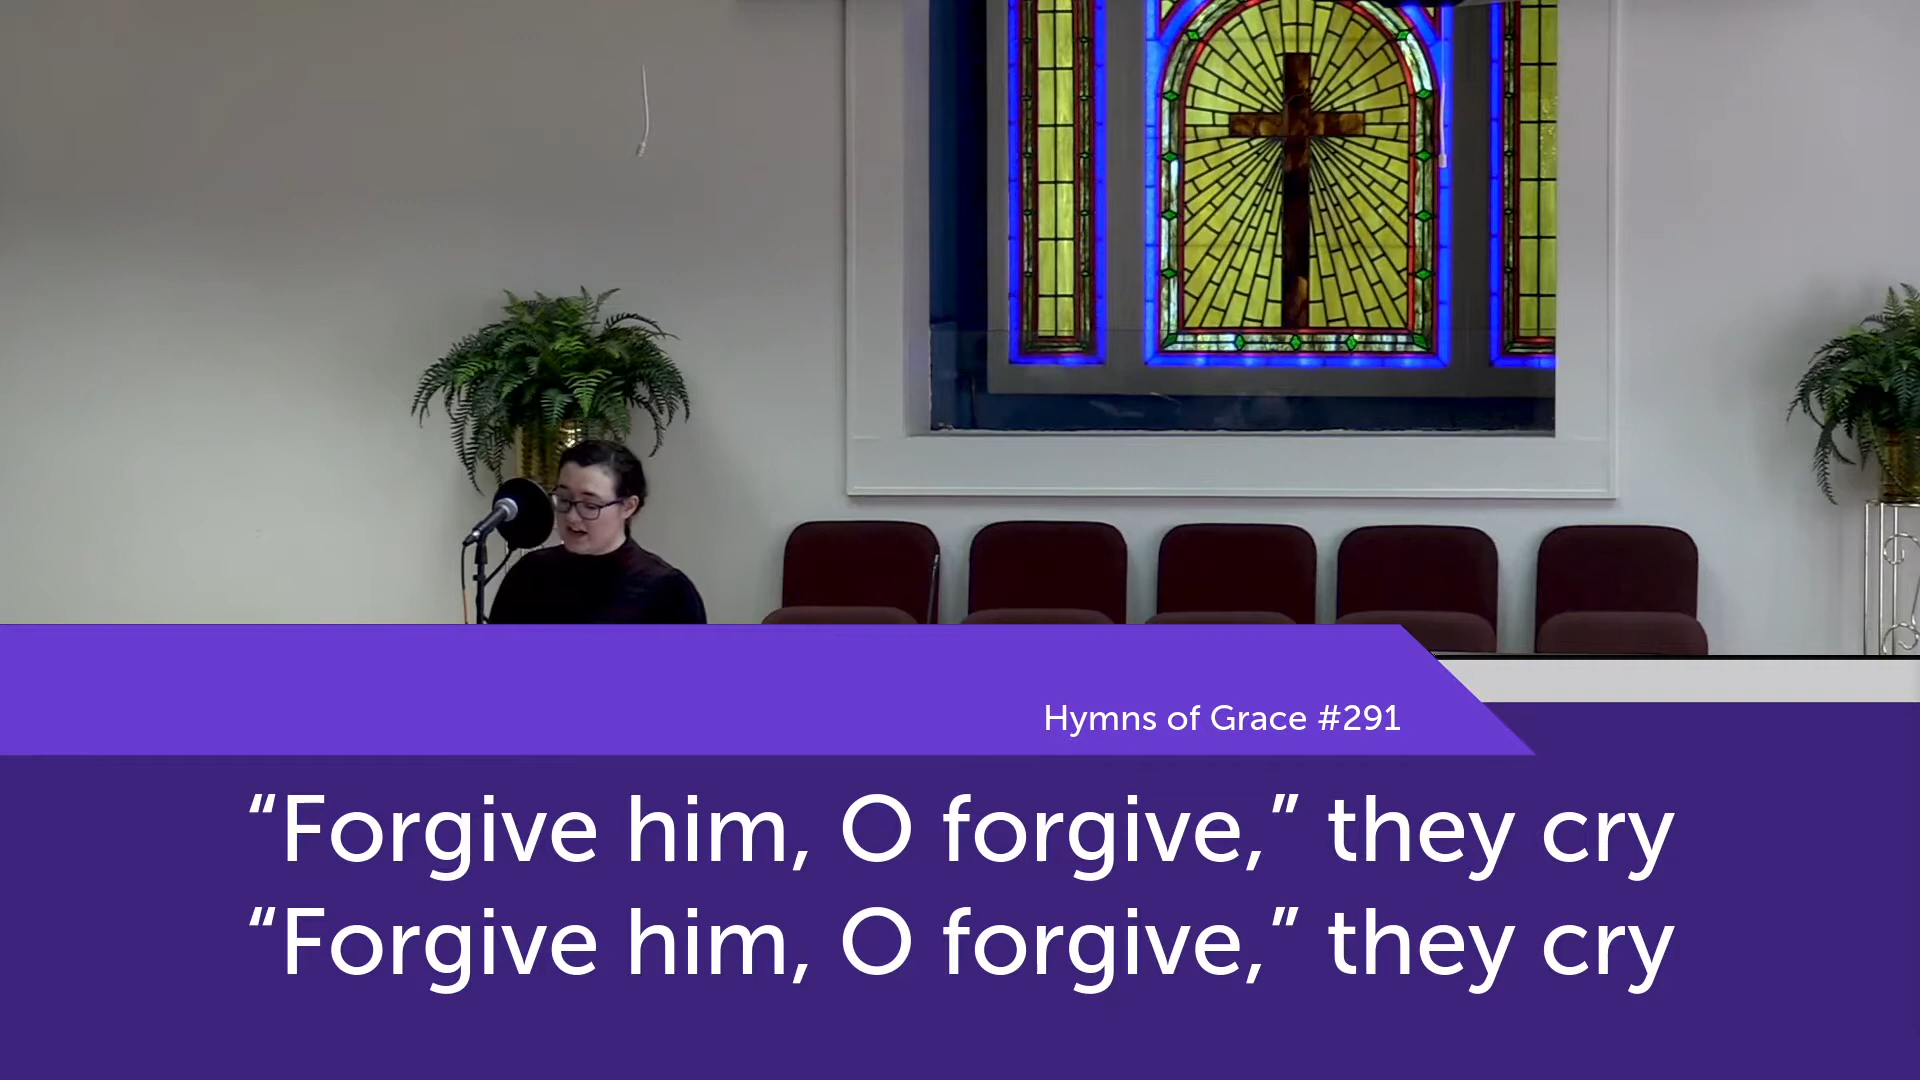 Hymns of Grace #291
“Forgive him, O forgive,” they cry
“Forgive him, O forgive,” they cry